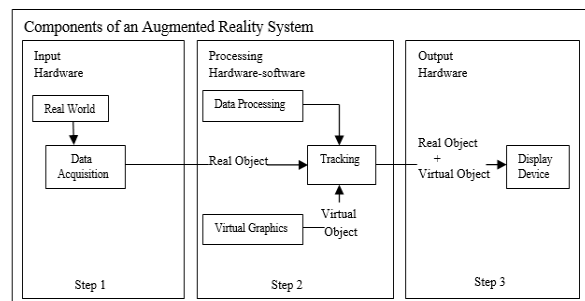 Components of an Augmented Reality System
Input
Hardware
Real World
Data
Acquisition
Step 1
Processing
Hardware-software
Data Processing
Real Object
Tracking
Virtual Graphics
Virtual
Object
Step 2
Output
Hardware
Real Object
+
Virtual Object
Display
Device
Step 3